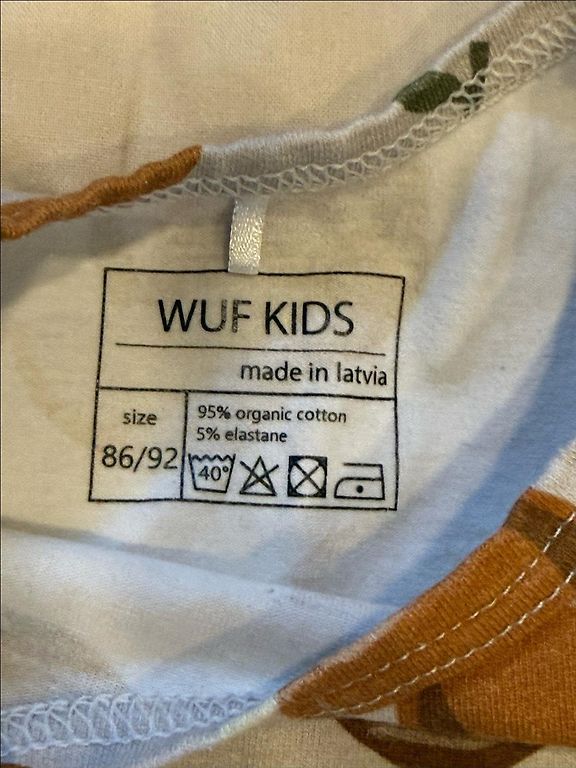 WUF KIDS
made in latvia
size
86/92
95% organic cotton
5% elastane
40°